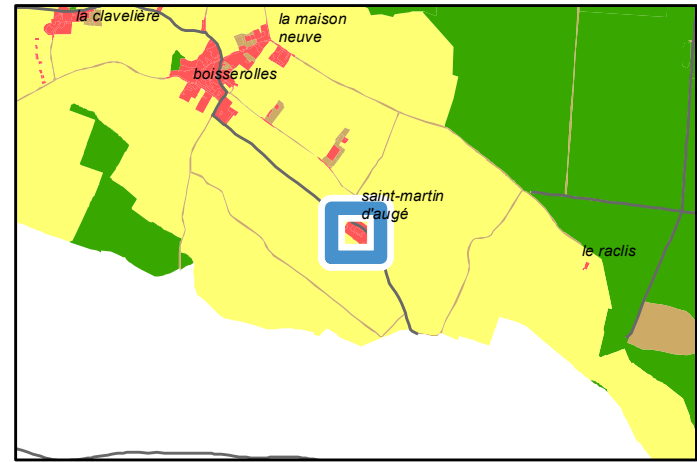 la clavelière
la maison
neuve
boisserolles
saint-martin
d'augé
le raclis